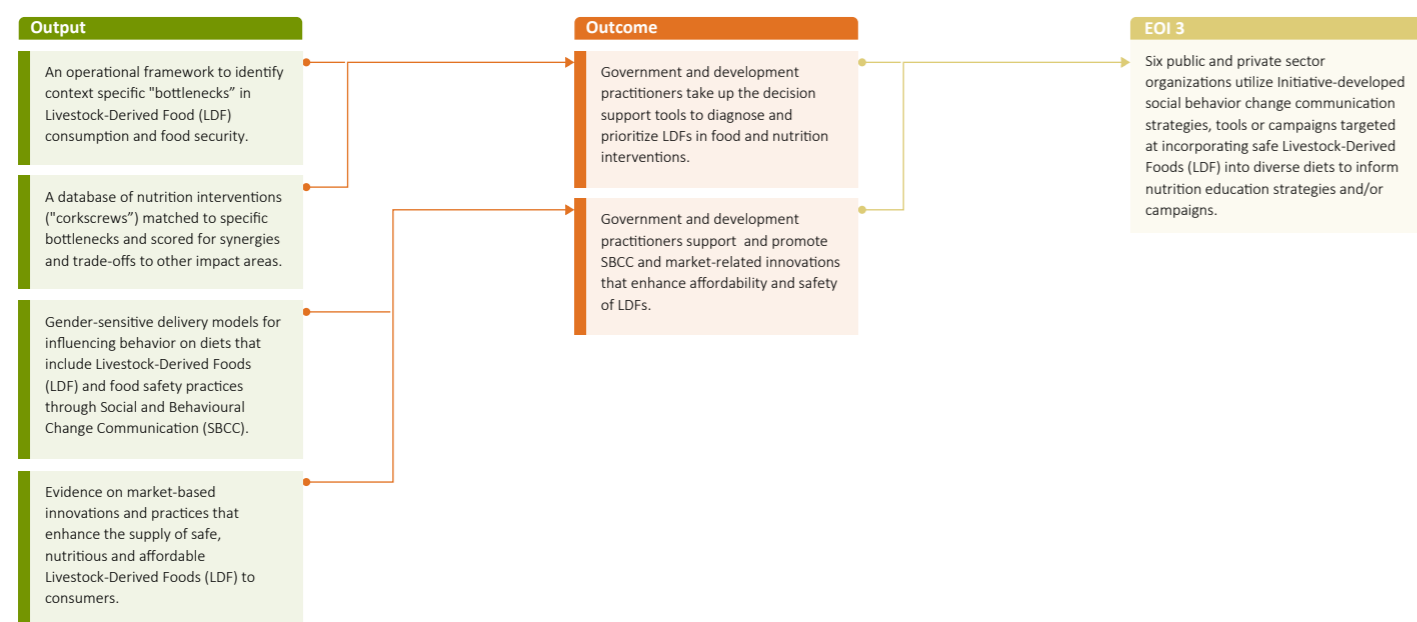 Output
An operational framework to identify
context specific "bottlenecks” in
Livestock-Derived Food (LDF)
consumption and food security.
A database of nutrition interventions
("corkscrews”) matched to specific
bottlenecks and scored for synergies
and trade-offs to other impact areas.
Gender-sensitive delivery models for
influencing behavior on diets that
include Livestock-Derived Foods
(LDF) and food safety practices
through Social and Behavioural
Change Communication (SBCC).
Evidence on market-based
innovations and practices that
enhance the supply of safe,
nutritious and affordable
Livestock-Derived Foods (LDF) to
consumers.
Outcome
Government and development
practitioners take up the decision
support tools to diagnose and
prioritize LDFs in food and nutrition
interventions.
Government and development
practitioners support  and promote
SBCC and market-related innovations
that enhance affordability and safety
of LDFs.
EOI 3
Six public and private sector
organizations utilize Initiative-developed
social behavior change communication
strategies, tools or campaigns targeted
at incorporating safe Livestock-Derived
Foods (LDF) into diverse diets to inform
nutrition education strategies and/or
campaigns.